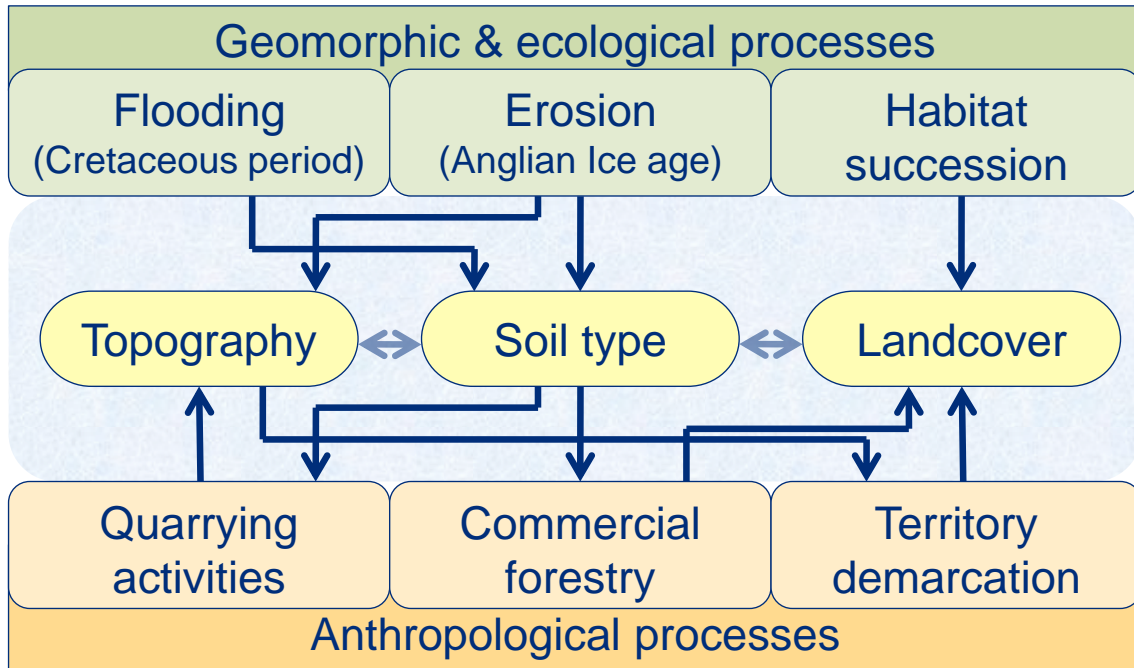 Geomorphic & ecological processes
Flooding
(Cretaceous period)
Erosion
(Anglian Ice age)
Habitat
succession
Topography
Soil type
Landcover
Quarrying
activities
Commercial
forestry
Territory
demarcation
Anthropological processes